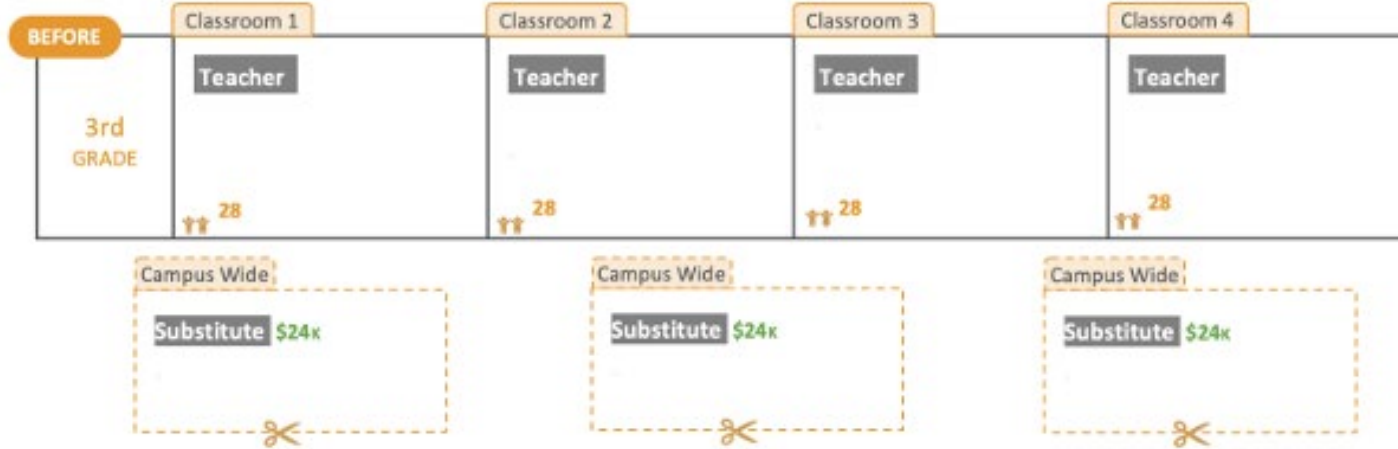 Classroom 1
Classroom 2
Classroom 3
Classroom 4
BEFORE
Teacher
Teacher
Teacher
Teacher
3rd
GRADE
28
28
28
28
Campus Wide
Campus Wide
Campus Wide
Substitute $24K
Substitute $24K
Substitute $24K